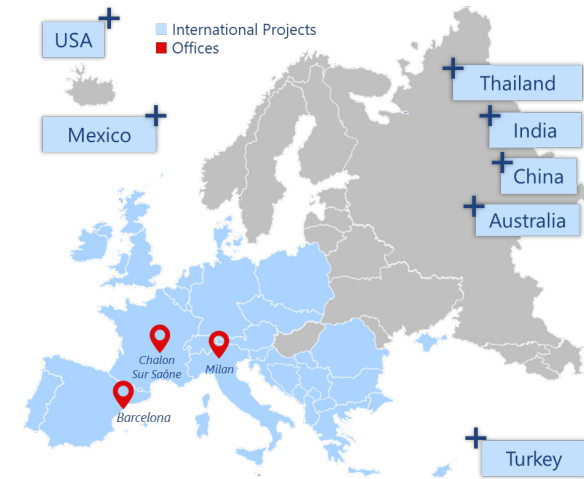 International Projects
Offices
USA
Mexico
Thailand
India
China
Australia
Chalon
Sur Saône
Milan
Barcelona
Turkey